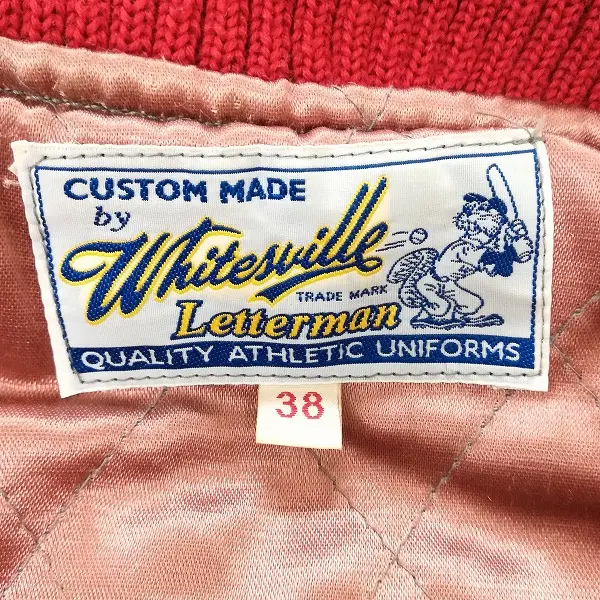 CUSTOM MADE
by
Whitesville
TRADE MARK
Letterman
QUALITY ATHLETIC UNIFORMS
38